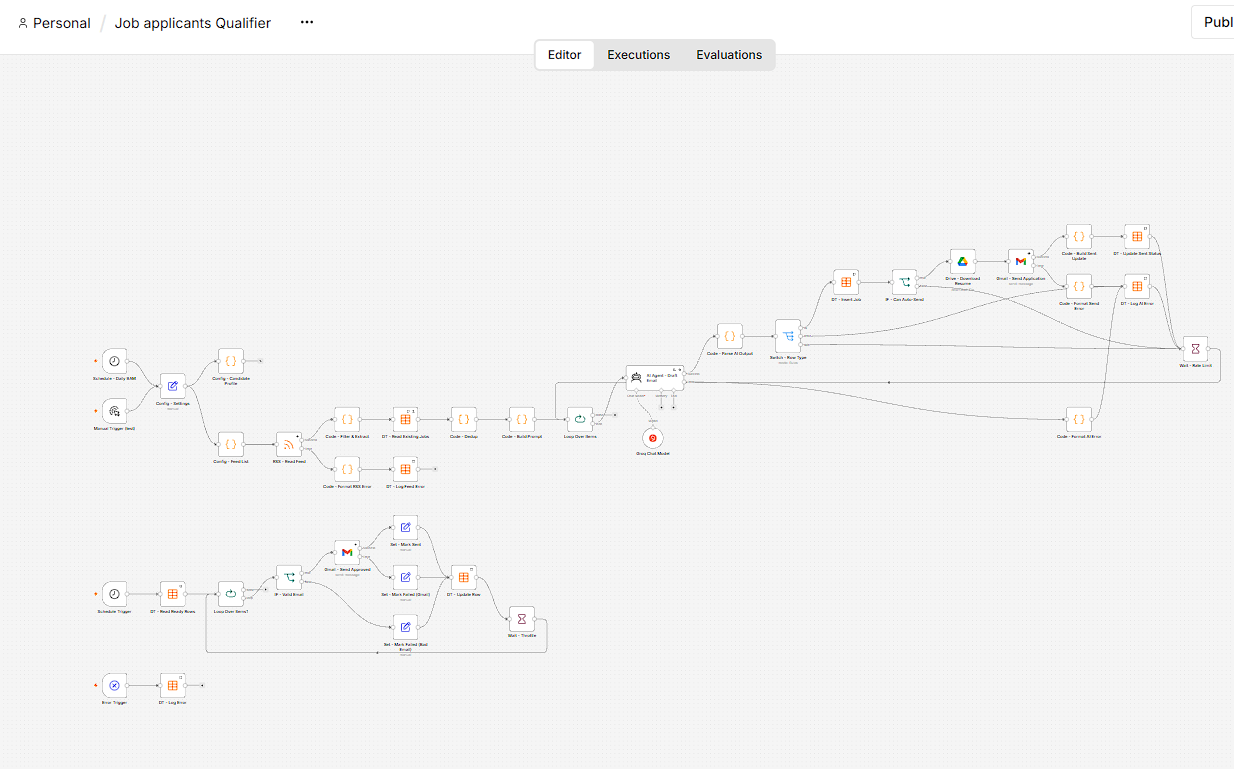 Personal / Job applicants Qualifier ...
Publ
Editor Executions Evaluations
Code - Build Sent
Update
DT - Update Sent Status
Drive - Download
Resume
Gmail - Send Application
DT - Insert Job
IF - Can Auto-Send
Code - Format Send
Error
DT - Log AI Error
Code - Parse AI Output
Switch - Row Type
Wait - Rate Limit
Schedule - Daily 8AM
Config - Candidate
Profile
AI Agent - Draft
Email
Config - Settings
Manual Trigger (test)
Code - Filter & Extract
DT - Read Existing Jobs
Code - Dedup
Code - Build Prompt
Loop Over Items
Code - Format AI Error
Groq Chat Model
Config - Feed List
RSS - Read Feed
Code - Format RSS Error
DT - Log Feed Error
Set - Mark Sent
Gmail - Send Approved
Set - Mark Failed (Gmail)
DT - Update Row
IF - Valid Email
Schedule Trigger
DT - Read Ready Rows
Loop Over Items1
Wait - Throttle
Set - Mark Failed (Bad
Email)
Error Trigger
DT - Log Error